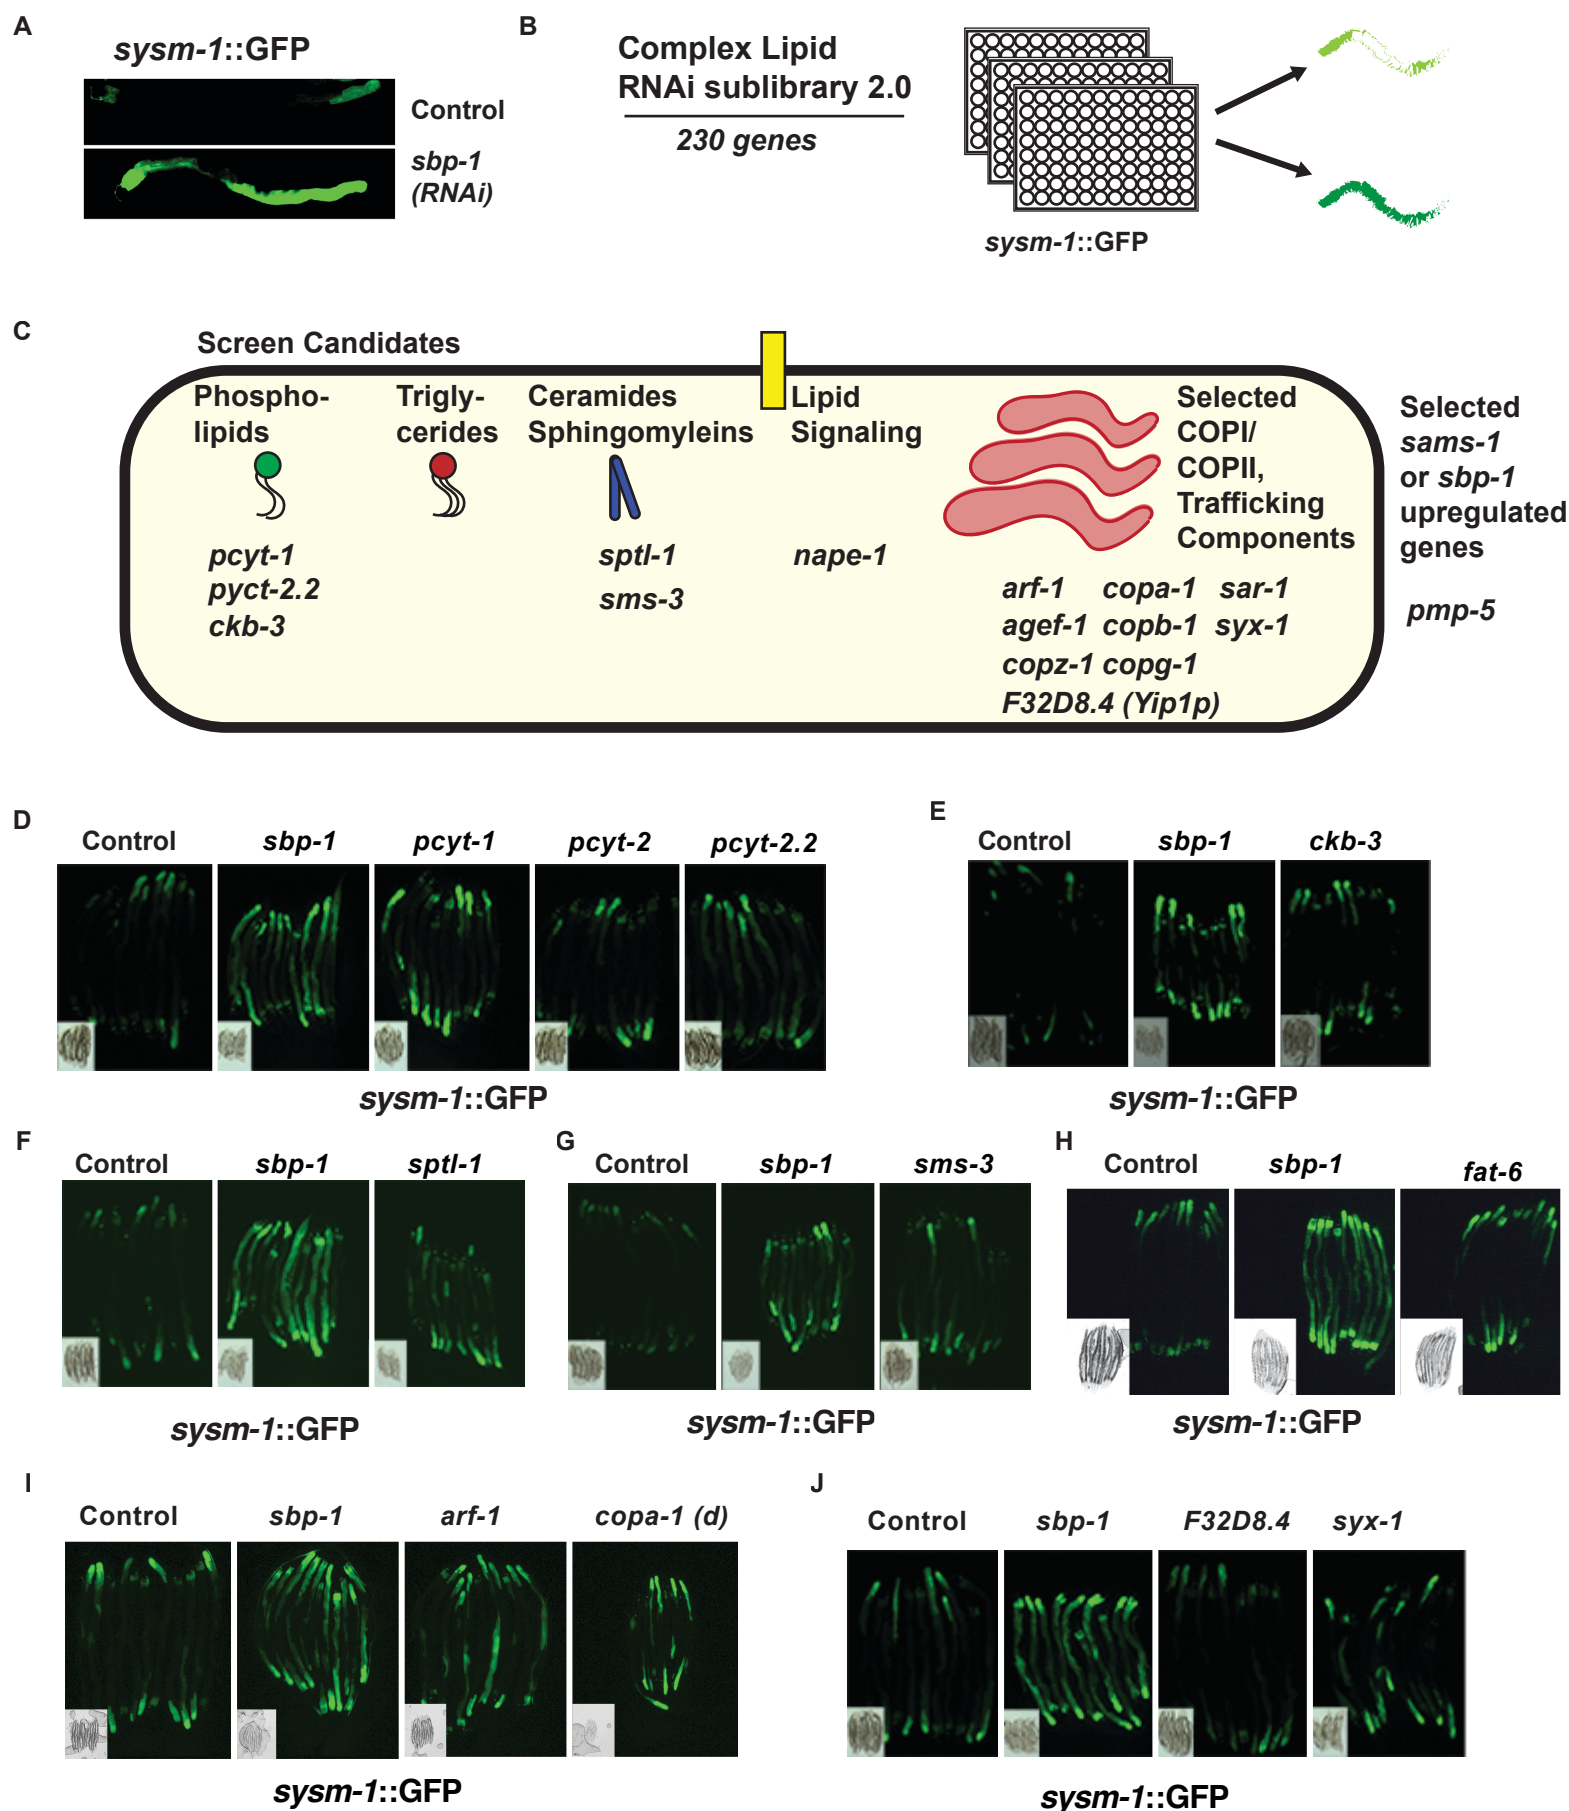 A
sysm-1::GFP
Control
sbp-1
(RNAi)
B
Complex Lipid
RNAi sublibrary 2.0
230 genes
sysm-1::GFP
C
Screen Candidates
Phospho-
lipids
pcyt-1
pyct-2.2
ckb-3
Trigly-
cerides
Ceramides
Sphingomyleins
sptl-1
sms-3
Lipid
Signaling
nape-1
Selected
COPI/
COPII,
Trafficking
Components
arf-1 copa-1 sar-1
agef-1 copb-1 syx-1
copz-1 copg-1
F32D8.4 (Yip1p)
Selected
sams-1
or sbp-1
upregulated
genes
pmp-5
D
Control sbp-1 pcyt-1 pcyt-2 pcyt-2.2
sysm-1::GFP
E
Control sbp-1 ckb-3
sysm-1::GFP
F
Control sbp-1 sptl-1
sysm-1::GFP
G
Control sbp-1 sms-3
sysm-1::GFP
H
Control sbp-1 fat-6
sysm-1::GFP
I
Control sbp-1 arf-1 copa-1 (d)
sysm-1::GFP
J
Control sbp-1 F32D8.4 syx-1
sysm-1::GFP